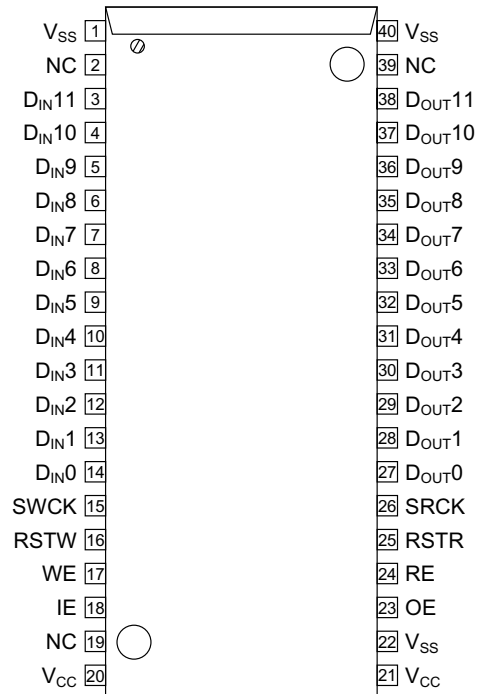 VSS 1 40 VSS
NC 2 39 NC
DIN11 3 38 DOUT11
DIN10 4 37 DOUT10
DIN9 5 36 DOUT9
DIN8 6 35 DOUT8
DIN7 7 34 DOUT7
DIN6 8 33 DOUT6
DIN5 9 32 DOUT5
DIN4 10 31 DOUT4
DIN3 11 30 DOUT3
DIN2 12 29 DOUT2
DIN1 13 28 DOUT1
DIN0 14 27 DOUT0
SWCK 15 26 SRCK
RSTW 16 25 RSTR
WE 17 24 RE
IE 18 23 OE
NC 19 22 VSS
VCC 20 21 VCC